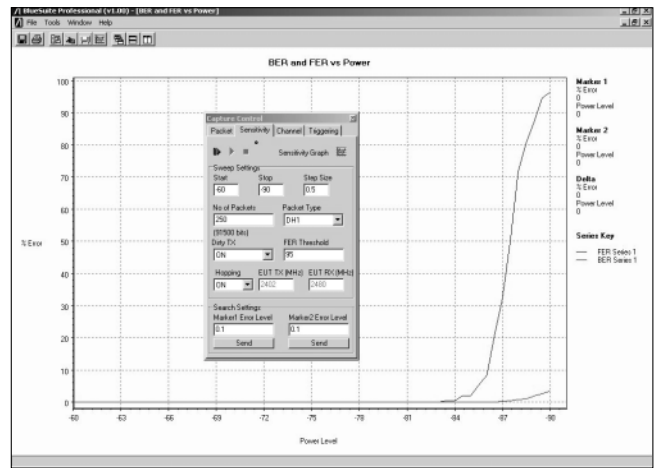 BlueSuite Professional (v1.00) - [BER and FER vs Power]
File Tools Window Help
BER and FER vs Power
100
90
80
70
60
50
40
30
20
10
0
% Error
-60
-63
-66
-69
-72
-75
-78
-81
-84
-87
-90
Power Level
Marker 1
% Error
0
Power Level
0
Marker 2
% Error
0
Power Level
0
Delta
% Error
0
Power Level
0
Series Key
FER Series 1
BER Series 1
Capture Control
Packet Sensitivity Channel Triggering
Sensitivity Graph
Sweep Settings
Start Stop Step Size
-60 -90 0.5
No of Packets Packet Type
250 DH1
(91500 bits)
Dirty TX FER Threshold
ON 95
Hopping EUT TX (MHz) EUT RX (MHz)
ON 2402 2480
Search Settings
Marker1 Error Level Marker2 Error Level
0.1 0.1
Send Send